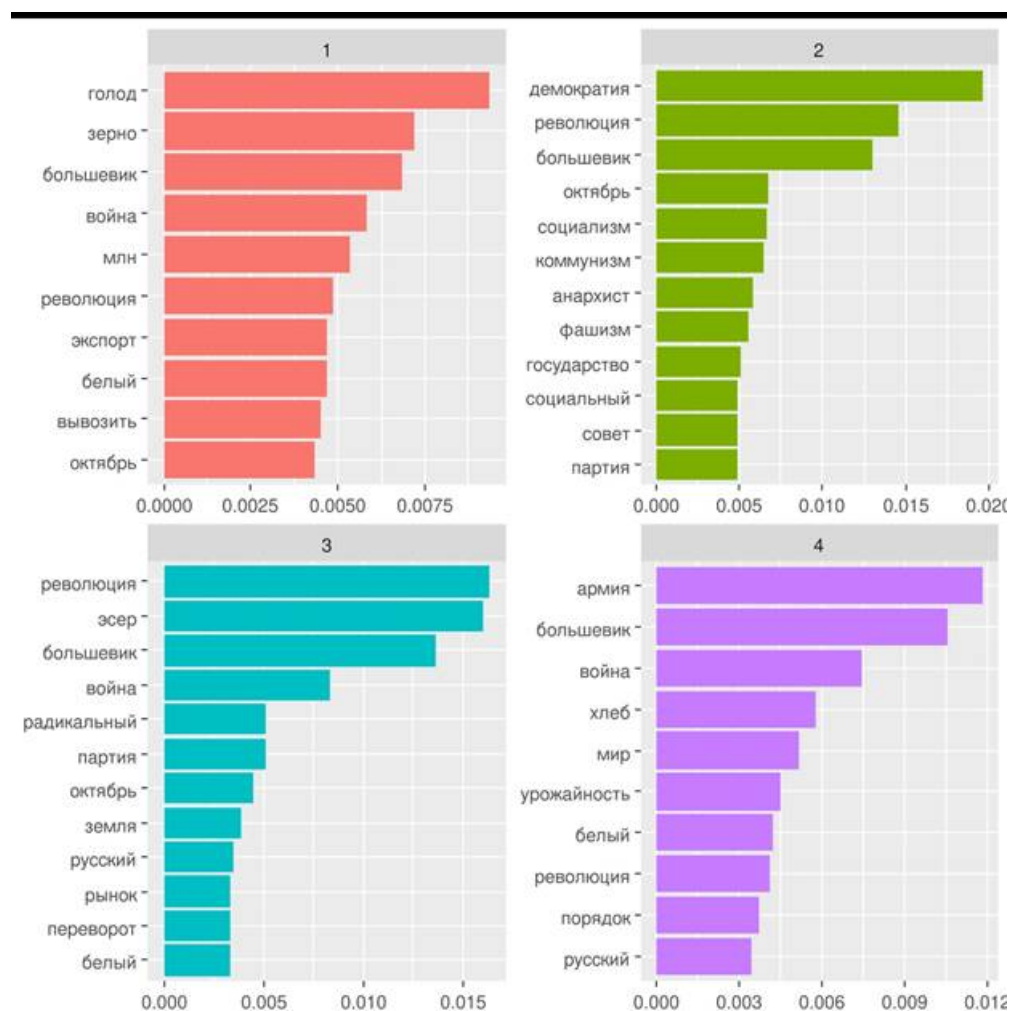 1
голод
зерно
большевик
война
млн
революция
экспорт
белый
вывозить
октябрь
0.0000 0.0025 0.0050 0.0075
2
демократия
революция
большевик
октябрь
социализм
коммунизм
анархист
фашизм
государство
социальный
совет
партия
0.000 0.005 0.010 0.015 0.020
3
революция
эсер
большевик
война
радикальный
партия
октябрь
земля
русский
рынок
переворот
белый
0.000 0.005 0.010 0.015
4
армия
большевик
война
хлеб
мир
урожайность
белый
революция
порядок
русский
0.000 0.003 0.006 0.009 0.012